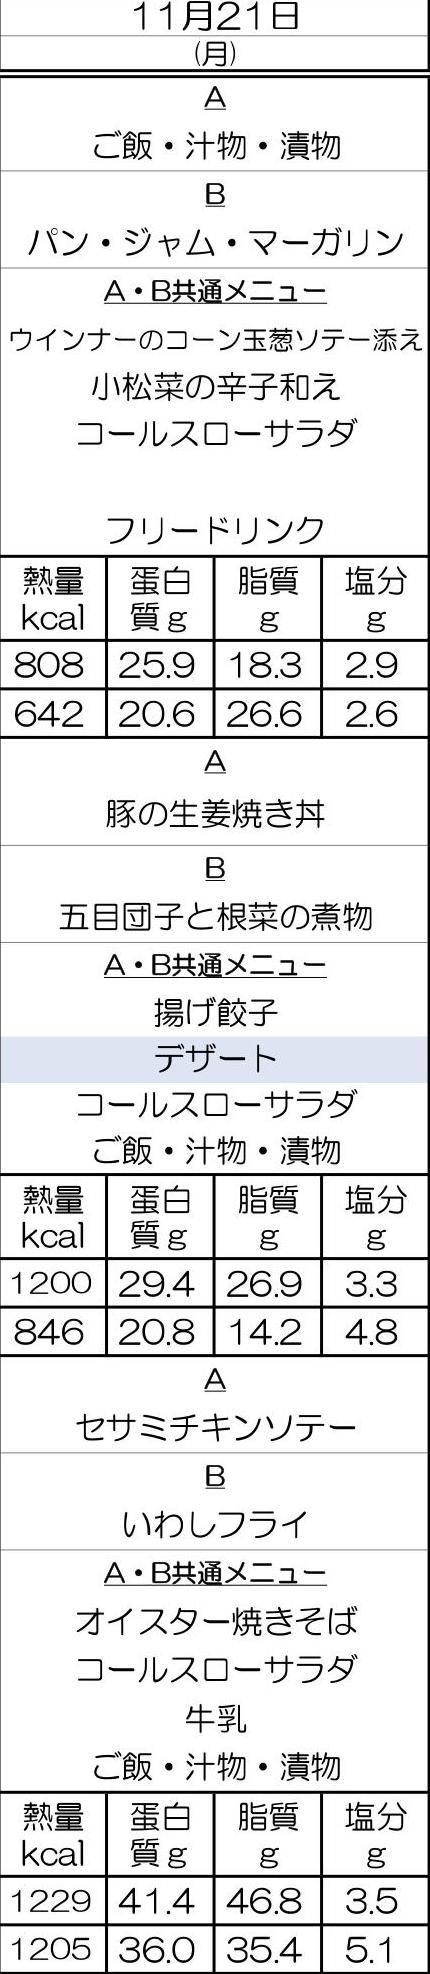 11月21日
(月)
A
ご飯・汁物・漬物
B
パン・ジャム・マーガリン
A・B共通メニュー
ウインナーのコーン玉葱ソテー添え
小松菜の辛子和え
コールスローサラダ
フリードリンク
熱量 蛋白 脂質 塩分
kcal 質g g g
808 25.9 18.3 2.9
642 20.6 26.6 2.6
A
豚の生姜焼き丼
B
五目団子と根菜の煮物
A・B共通メニュー
揚げ餃子
デザート
コールスローサラダ
ご飯・汁物・漬物
熱量 蛋白 脂質 塩分
kcal 質g g g
1200 29.4 26.9 3.3
846 20.8 14.2 4.8
A
セサミチキンソテー
B
いわしフライ
A・B共通メニュー
オイスター焼きそば
コールスローサラダ
牛乳
ご飯・汁物・漬物
熱量 蛋白 脂質 塩分
kcal 質g g g
1229 41.4 46.8 3.5
1205 36.0 35.4 5.1